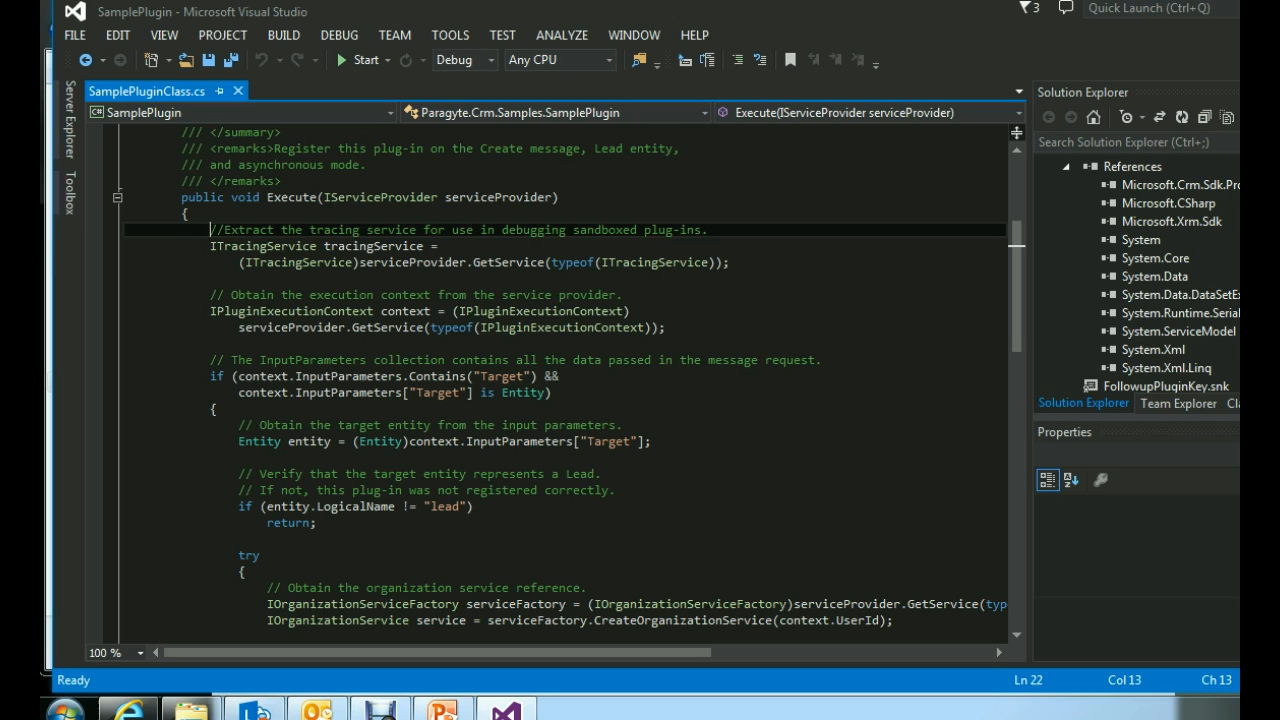 SamplePlugin - Microsoft Visual Studio
3
Quick Launch (Ctrl+Q)
FILE EDIT VIEW PROJECT BUILD DEBUG TEAM TOOLS TEST ANALYZE WINDOW HELP
Start Debug Any CPU
Server Explorer
Toolbox
SamplePluginClass.cs
SamplePlugin Paragyte.Crm.Samples.SamplePlugin Execute(IServiceProvider serviceProvider)
/// </summary>
/// <remarks>Register this plug-in on the Create message, Lead entity,
/// and asynchronous mode.
/// </remarks>
public void Execute(IServiceProvider serviceProvider)
{
//Extract the tracing service for use in debugging sandboxed plug-ins.
ITracingService tracingService =
(ITracingService)serviceProvider.GetService(typeof(ITracingService));
// Obtain the execution context from the service provider.
IPluginExecutionContext context = (IPluginExecutionContext)
serviceProvider.GetService(typeof(IPluginExecutionContext));
// The InputParameters collection contains all the data passed in the message request.
if (context.InputParameters.Contains("Target") &&
context.InputParameters["Target"] is Entity)
{
// Obtain the target entity from the input parameters.
Entity entity = (Entity)context.InputParameters["Target"];
// Verify that the target entity represents a Lead.
// If not, this plug-in was not registered correctly.
if (entity.LogicalName != "lead")
return;
try
{
// Obtain the organization service reference.
IOrganizationServiceFactory serviceFactory = (IOrganizationServiceFactory)serviceProvider.GetService(typ
IOrganizationService service = serviceFactory.CreateOrganizationService(context.UserId);
100 %
Solution Explorer
Search Solution Explorer (Ctrl+;)
References
Microsoft.Crm.Sdk.Pro
Microsoft.CSharp
Microsoft.Xrm.Sdk
System
System.Core
System.Data
System.Data.DataSetEx
System.Runtime.Serial
System.ServiceModel
System.Xml
System.Xml.Linq
FollowupPluginKey.snk
Solution Explorer Team Explorer Cl
Properties
Ready Ln 22 Col 13 Ch 13